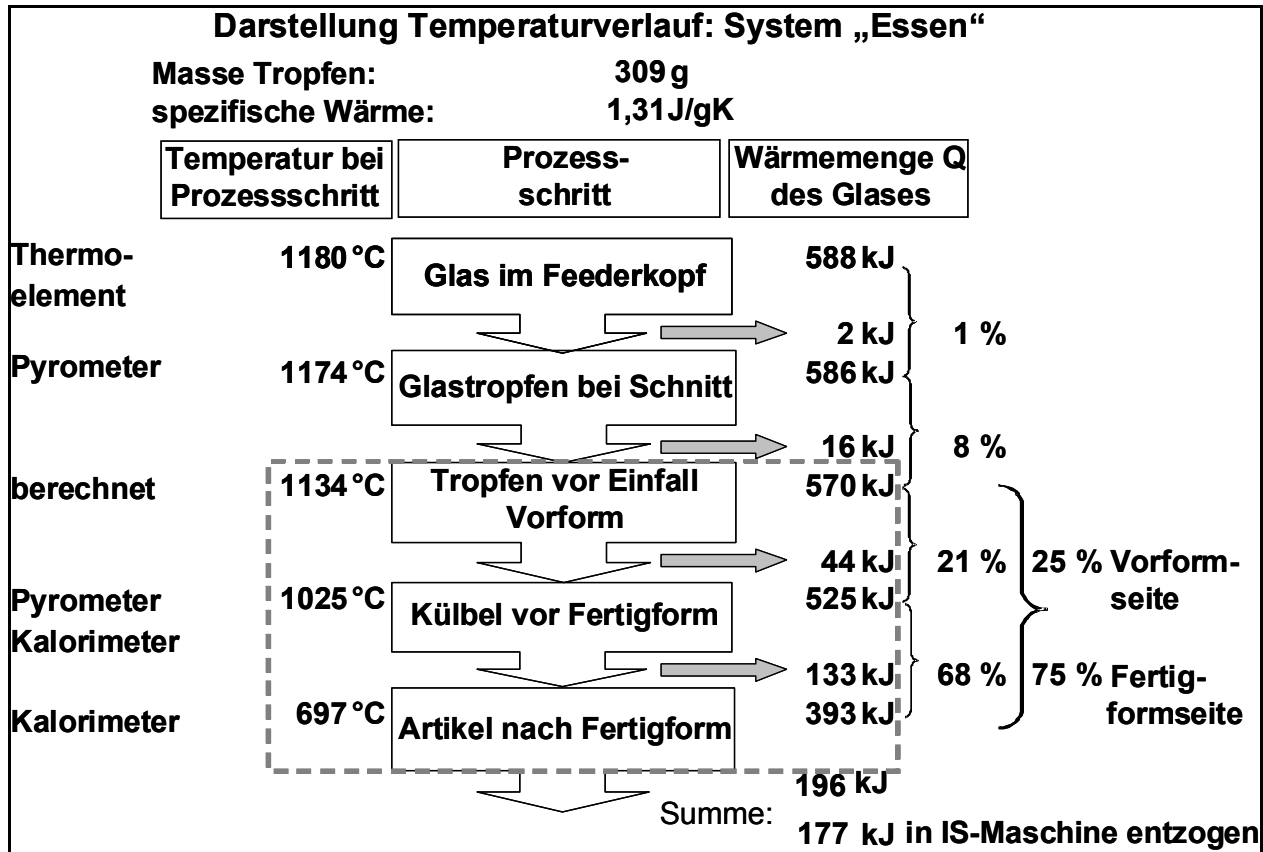 Darstellung Temperaturverlauf: System „Essen“
Masse Tropfen: 309 g
spezifische Wärme: 1,31 J/gK
Temperatur bei
Prozessschritt
Prozess-
schritt
Wärmemenge Q
des Glases
Thermo-
element
1180 °C
Glas im Feederkopf
588 kJ
2 kJ
1 %
Pyrometer
1174 °C
Glastropfen bei Schnitt
586 kJ
16 kJ
8 %
berechnet
1134 °C
Tropfen vor Einfall
Vorform
570 kJ
44 kJ
21 %
25 % Vorform-
seite
Pyrometer
Kalorimeter
1025 °C
Külbel vor Fertigform
525 kJ
133 kJ
68 %
75 % Fertig-
formseite
Kalorimeter
697 °C
Artikel nach Fertigform
393 kJ
Summe:
196 kJ
177 kJ in IS-Maschine entzogen